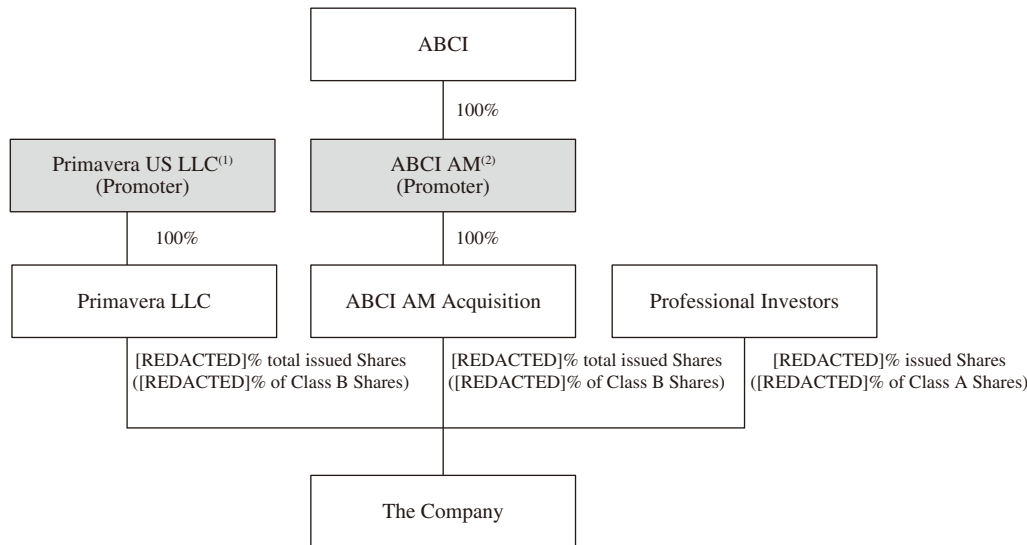 ABCI
100%
Primavera US LLC(1)
(Promoter)
ABCI AM(2)
(Promoter)
100%
100%
Primavera LLC
ABCI AM Acquisition
Professional Investors
[REDACTED]% total issued Shares
([REDACTED]% of Class B Shares)
[REDACTED]% total issued Shares
([REDACTED]% of Class B Shares)
[REDACTED]% issued Shares
([REDACTED]% of Class A Shares)
The Company